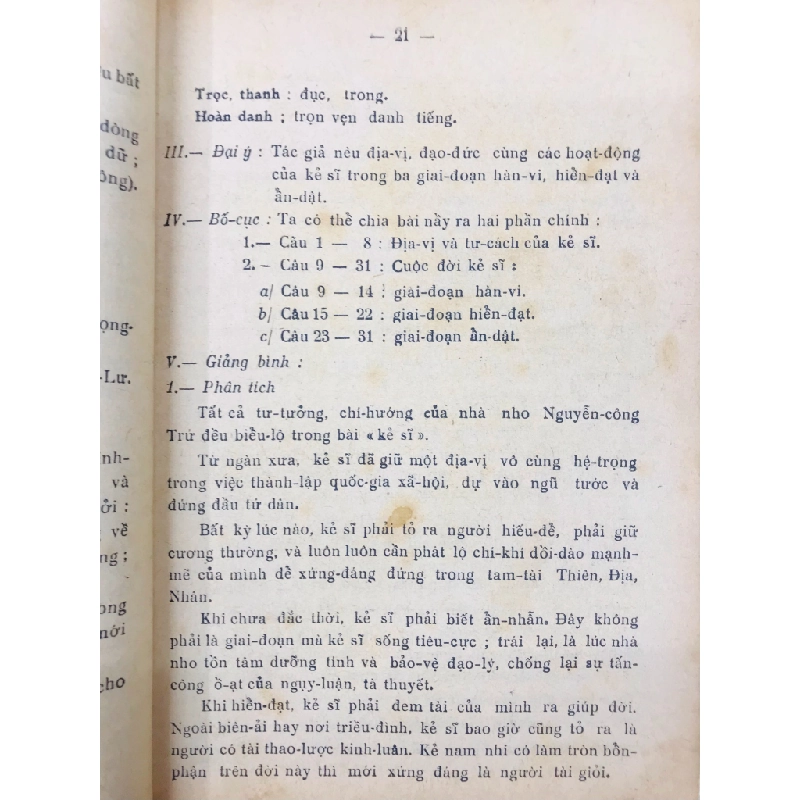 — 21 —
Trọc, thanh : đục, trong.
Hoàn danh ; trọn vẹn danh tiếng.
III.— Đại ý : Tác giả nêu địa-vị, đạo-đức cùng các hoạt-động
của kẻ sĩ trong ba giai-đoạn hàn-vi, hiển-đạt và
ẩn-dật.
IV.— Bố-cục : Ta có thể chia bài nầy ra hai phần chính :
1.— Câu 1 — 8 : Địa-vị và tư-cách của kẻ sĩ.
2. – Câu 9 — 31 : Cuộc đời kẻ sĩ :
a/ Câu 9 — 14 : giai-đoạn hàn-vi.
b/ Câu 15 — 22 : giai-đoạn hiển-đạt.
c/ Câu 23 — 31 : giai-đoạn ẩn-dật.
V.— Giảng bình :
1.— Phân tích
Tất cả tư-tưởng, chí-hướng của nhà nho Nguyễn-công
Trứ đều biểu-lộ trong bài « kẻ sĩ ».
Từ ngàn xưa, kẻ sĩ đã giữ một địa-vị vô cùng hệ-trọng
trong việc thành-lập quốc-gia xã-hội, dự vào ngũ tước và
đứng đầu tứ dân.
Bất kỳ lúc nào, kẻ sĩ phải tỏ ra người hiếu-đễ, phải giữ
cương thường, và luôn luôn cần phát lộ chí-khí dồi-dào mạnh-
mẽ của mình để xứng-đáng đứng trong tam-tài Thiên, Địa,
Nhân.
Khi chưa đắc thời, kẻ sĩ phải biết ẩn-nhẫn. Đây không
phải là giai-đoạn mà kẻ sĩ sống tiêu-cực ; trái lại, là lúc nhà
nho tồn tâm dưỡng tính và bảo-vệ đạo-lý, chống lại sự tấn-
công ồ-ạt của ngụy-luận, tà thuyết.
Khi hiển-đạt, kẻ sĩ phải đem tài của mình ra giúp đời.
Ngoài biên-ải hay nơi triều-đình, kẻ sĩ bao giờ cũng tỏ ra là
người có tài thao-lược kinh-luân. Kẻ nam nhi có làm tròn bổn-
phận trên đời này thì mới xứng đáng là người tài giỏi.
bất
đòng
dữ ;
ông).
ọng-
-Lư.
nh-
và
ởi :
về
ng ;
ong
nới
cho